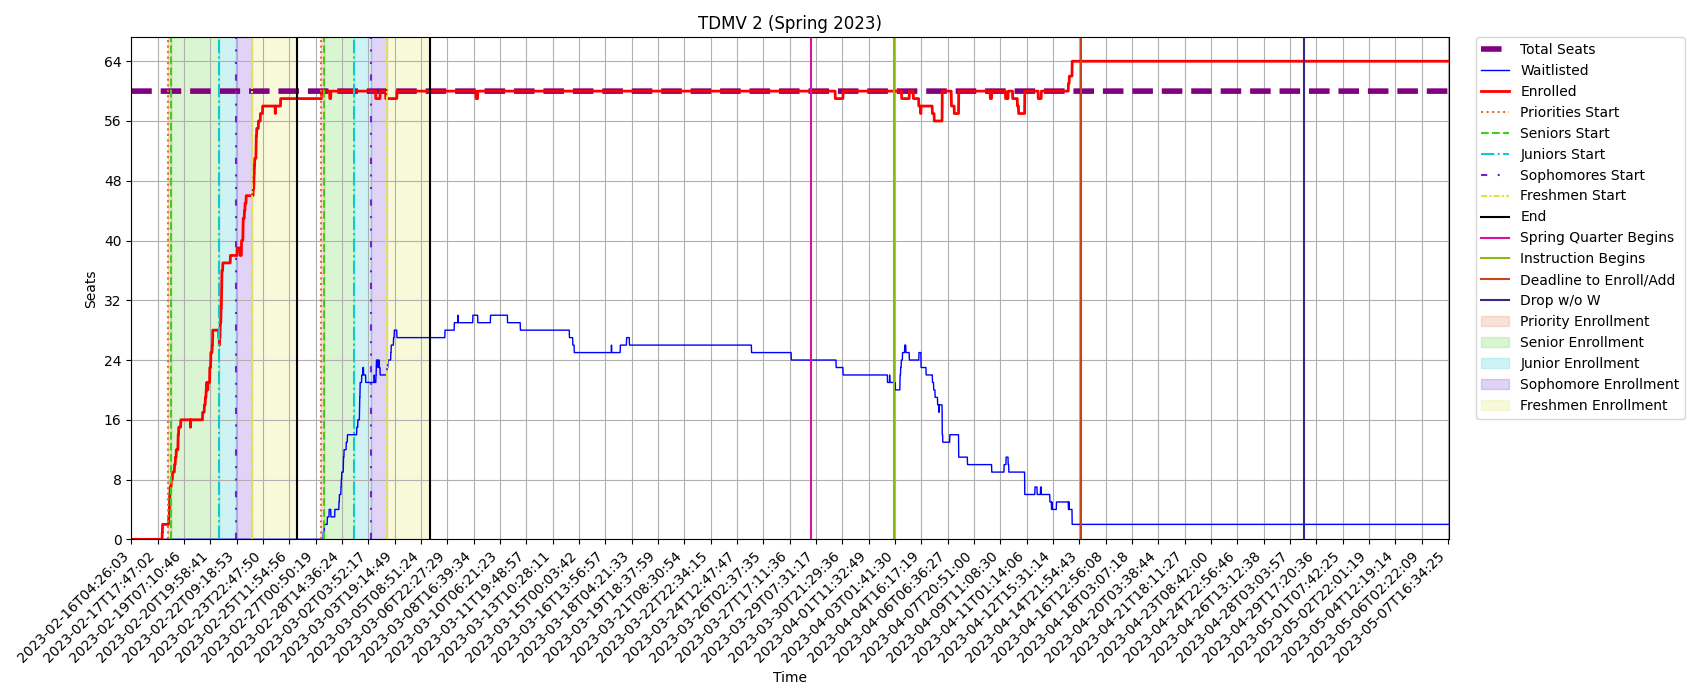 TDMV 2 (Spring 2023)
Seats
64
56
48
40
32
24
16
8
0
2023-02-16T04:26:03
2023-02-17T17:47:02
2023-02-19T07:10:46
2023-02-20T19:58:41
2023-02-22T09:18:53
2023-02-23T22:47:50
2023-02-25T11:54:56
2023-02-27T00:50:19
2023-02-28T14:36:24
2023-03-02T03:52:17
2023-03-03T19:14:49
2023-03-05T08:51:24
2023-03-06T22:27:29
2023-03-08T16:39:34
2023-03-10T06:21:23
2023-03-11T19:48:57
2023-03-13T10:28:11
2023-03-15T00:03:42
2023-03-16T13:56:57
2023-03-18T04:21:33
2023-03-19T18:37:59
2023-03-21T08:30:54
2023-03-22T22:34:15
2023-03-24T12:47:47
2023-03-26T02:37:35
2023-03-27T17:11:36
2023-03-29T07:31:17
2023-03-30T21:29:36
2023-04-01T11:32:49
2023-04-03T01:41:30
2023-04-04T16:17:19
2023-04-06T06:36:27
2023-04-07T20:51:00
2023-04-09T11:08:30
2023-04-11T01:14:06
2023-04-12T15:31:14
2023-04-14T21:54:43
2023-04-16T12:56:08
2023-04-18T03:07:18
2023-04-20T03:38:44
2023-04-21T18:11:27
2023-04-23T08:42:00
2023-04-24T22:56:46
2023-04-26T13:12:38
2023-04-28T03:03:57
2023-04-29T17:20:36
2023-05-01T07:42:25
2023-05-02T22:01:19
2023-05-04T12:19:14
2023-05-06T02:22:09
2023-05-07T16:34:25
Time
Total Seats
Waitlisted
Enrolled
Priorities Start
Seniors Start
Juniors Start
Sophomores Start
Freshmen Start
End
Spring Quarter Begins
Instruction Begins
Deadline to Enroll/Add
Drop w/o W
Priority Enrollment
Senior Enrollment
Junior Enrollment
Sophomore Enrollment
Freshmen Enrollment